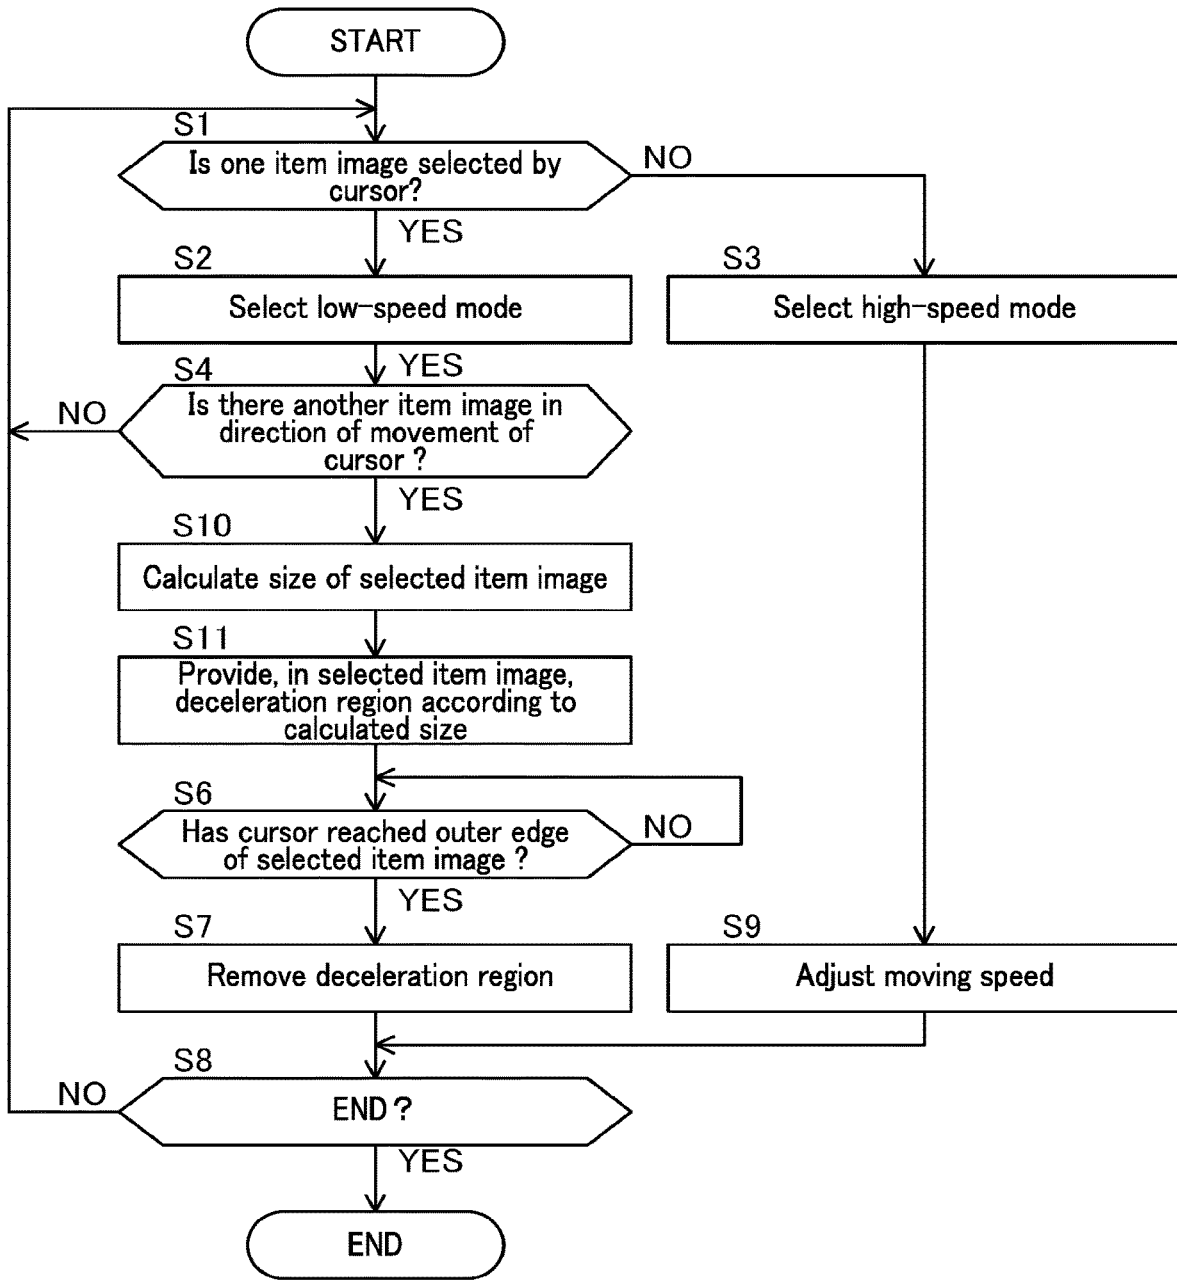 START
S1
Is one item image selected by
cursor?
NO
YES
S2
Select low-speed mode
S3
Select high-speed mode
YES
S4
Is there another item image in
direction of movement of
cursor ?
NO
YES
S10
Calculate size of selected item image
S11
Provide, in selected item image,
deceleration region according to
calculated size
S6
Has cursor reached outer edge
of selected item image ?
NO
YES
S7
Remove deceleration region
S9
Adjust moving speed
S8
END ?
NO
YES
END